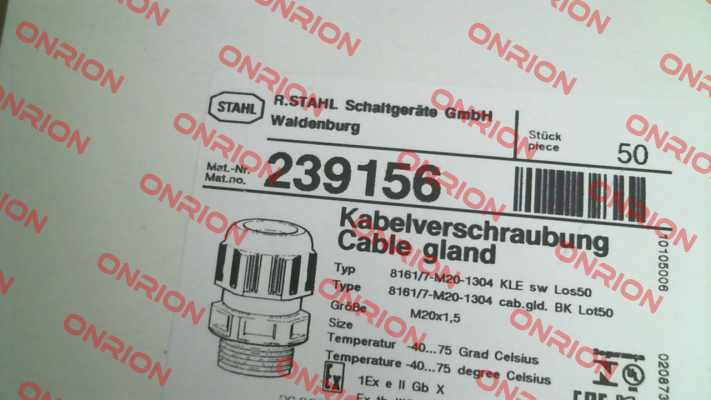 STAHL
R.STAHL Schaltgeräte GmbH
Waldenburg
Stück
piece
50
Mat.-Nr.
Mat.no.
239156
Kabelverschraubung
Cable gland
Typ 8161/7-M20-1304 KLE sw Los50
Type 8161/7-M20-1304 cab.gld. BK Lot50
Größe M20x1,5
Size
Temperatur -40...75 Grad Celsius
Temperature -40...75 degree Celsius
Ex 1Ex e II Gb X
10105006
ONRION